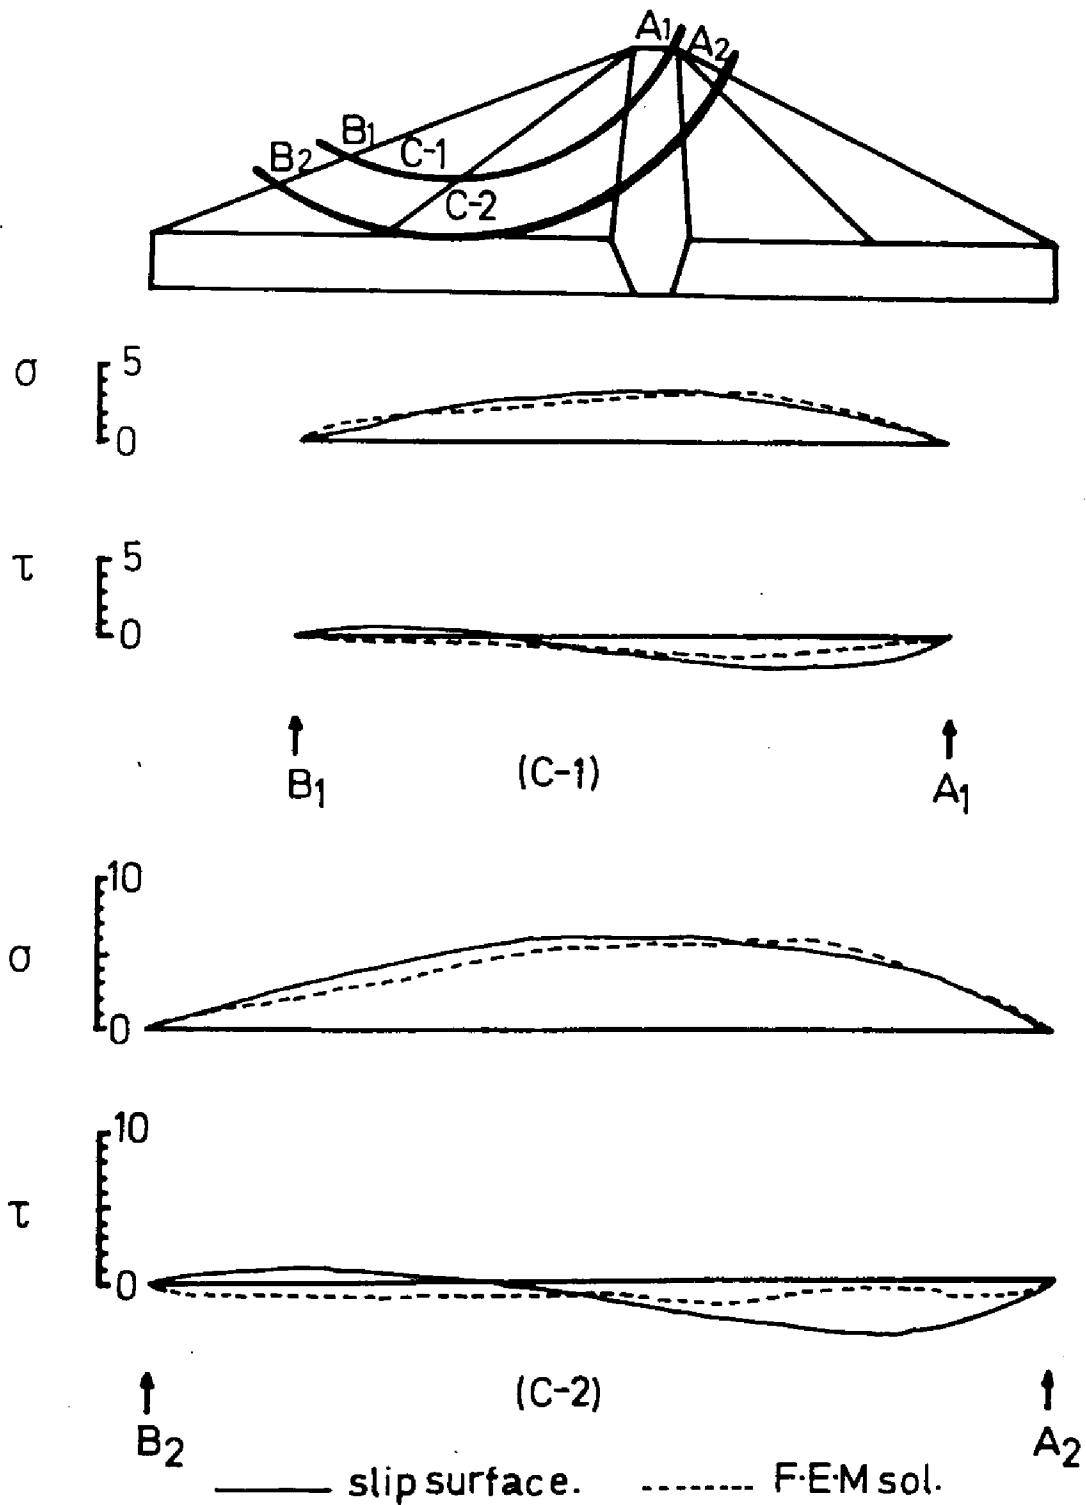 A1 A2
B1
B2
C-1
C-2
σ
5
0
τ
5
0
B1
(C-1)
A1
σ
10
0
τ
10
0
B2
(C-2)
A2
slip surface.
F·E·M sol.